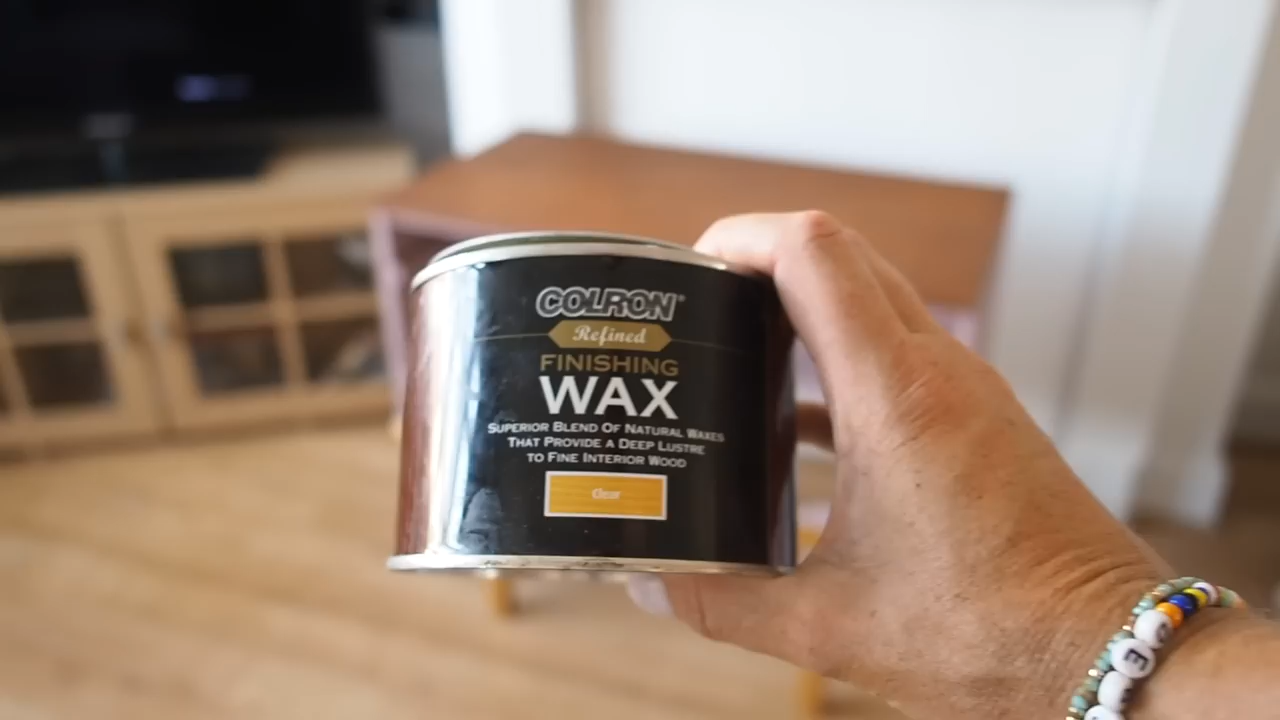 COLRON®
Refined
FINISHING
WAX
SUPERIOR BLEND OF NATURAL WAXES
THAT PROVIDE A DEEP LUSTRE
TO FINE INTERIOR WOOD
Clear
E